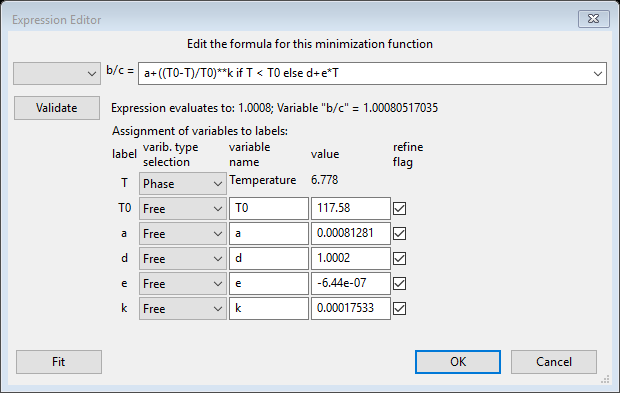 Expression Editor
Edit the formula for this minimization function
b/c = a+((T0-T)/T0)**k if T < T0 else d+e*T
Validate Expression evaluates to: 1.0008; Variable "b/c" = 1.00080517035
Assignment of variables to labels:
label varib. type selection variable name value refine flag
T Phase Temperature 6.778
T0 Free T0 117.58
a Free a 0.00081281
d Free d 1.0002
e Free e -6.44e-07
k Free k 0.00017533
Fit OK Cancel